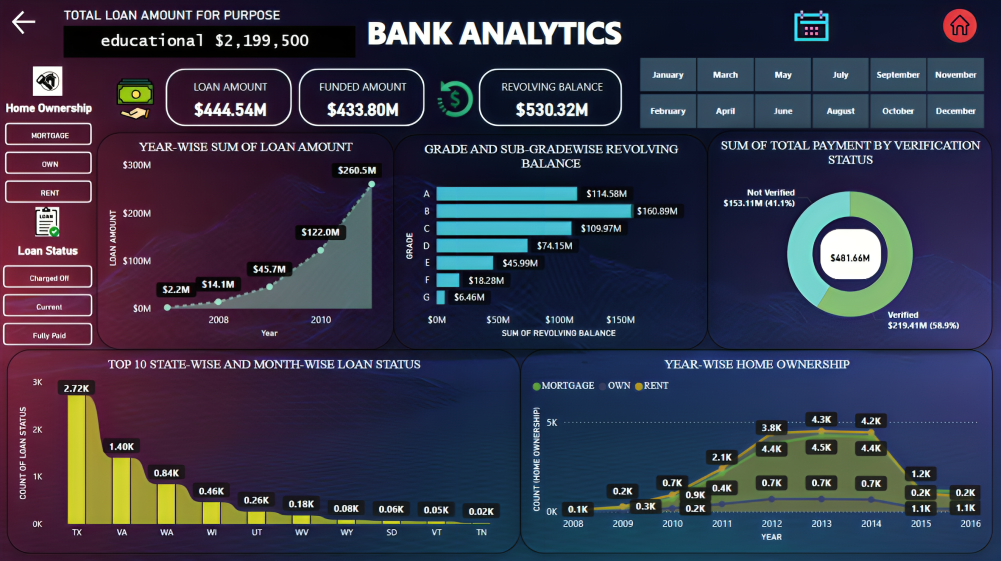 TOTAL LOAN AMOUNT FOR PURPOSE
educational $2,199,500
BANK ANALYTICS
LOAN AMOUNT
$444.54M
FUNDED AMOUNT
$433.80M
REVOLVING BALANCE
$530.32M
January March May July September November
February April June August October December
Home Ownership
MORTGAGE
OWN
RENT
LOAN
Loan Status
Charged Off
Current
Fully Paid
YEAR-WISE SUM OF LOAN AMOUNT
LOAN AMOUNT
$300M
$200M
$100M
$0M
$2.2M
$14.1M
$45.7M
$122.0M
$260.5M
2008 2010
Year
GRADE AND SUB-GRADEWISE REVOLVING
BALANCE
GRADE
A $114.58M
B $160.89M
C $109.97M
D $74.15M
E $45.99M
F $18.28M
G $6.46M
$0M $50M $100M $150M
SUM OF REVOLVING BALANCE
SUM OF TOTAL PAYMENT BY VERIFICATION
STATUS
Not Verified
$153.11M (41.1%)
$481.66M
Verified
$219.41M (58.9%)
TOP 10 STATE-WISE AND MONTH-WISE LOAN STATUS
COUNT OF LOAN STATUS
3K
2K
1K
0K
2.72K
1.40K
0.84K
0.46K
0.26K
0.18K
0.08K
0.06K
0.05K
0.02K
TX VA WA WI UT WV WY SD VT TN
YEAR-WISE HOME OWNERSHIP
MORTGAGE OWN RENT
COUNT (HOME OWNERSHIP)
5K
0K
0.1K
0.2K
0.3K
0.7K
0.9K
0.2K
2.1K
0.4K
3.8K
4.4K
0.7K
4.3K
4.5K
0.7K
4.2K
4.4K
0.7K
1.2K
0.2K
1.1K
0.2K
1.1K
2008 2009 2010 2011 2012 2013 2014 2015 2016
YEAR